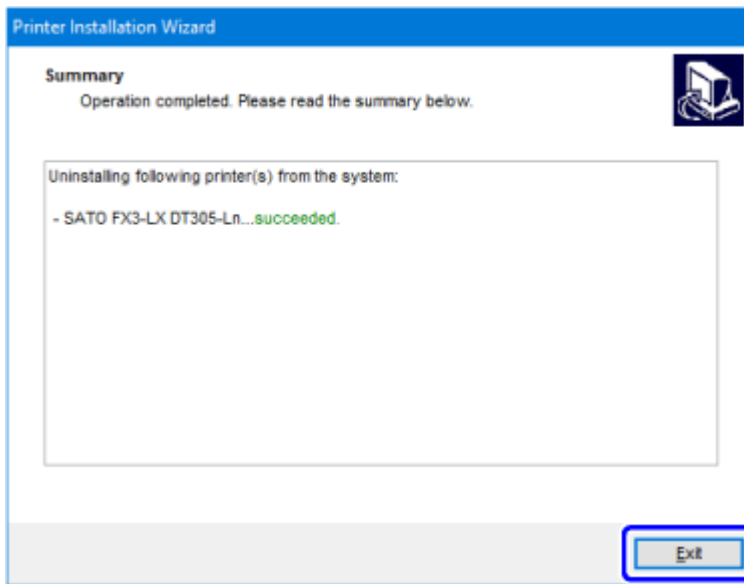 Printer Installation Wizard
Summary
Operation completed. Please read the summary below.
Uninstalling following printer(s) from the system:
- SATO FX3-LX DT305-Ln...succeeded.
Exit